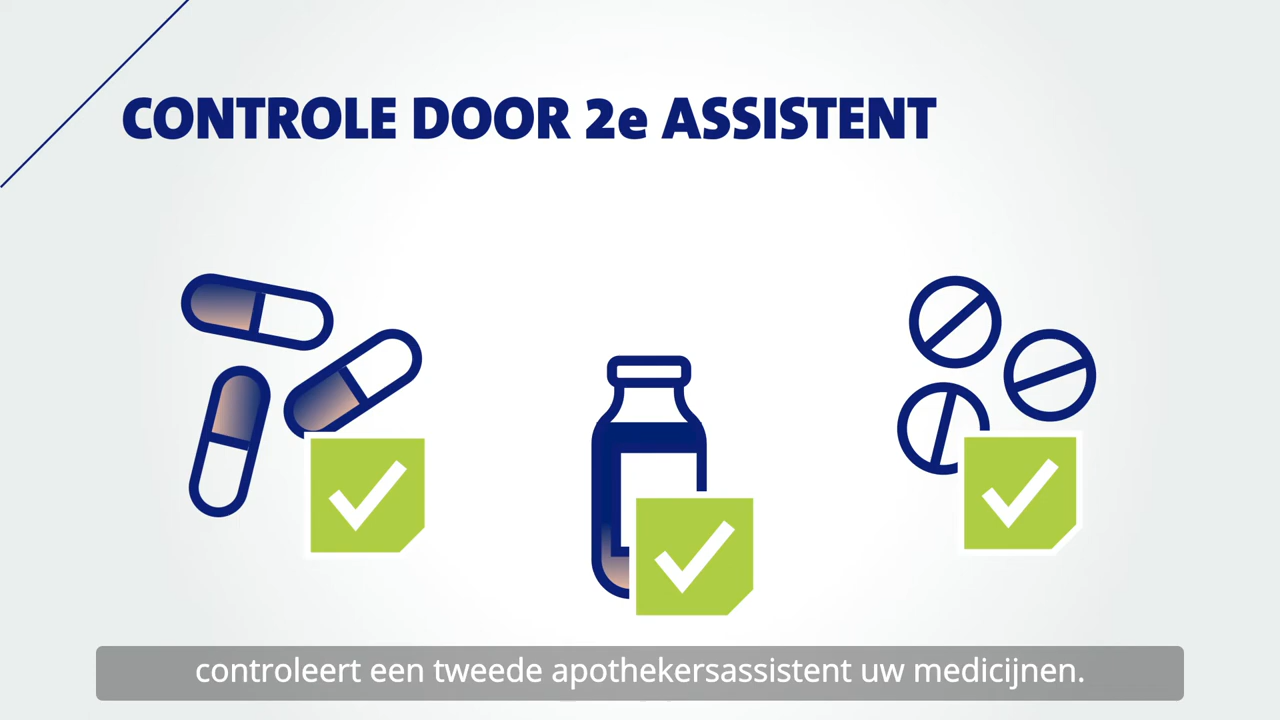 CONTROLE DOOR 2e ASSISTENT
controleert een tweede apothekersassistent uw medicijnen.